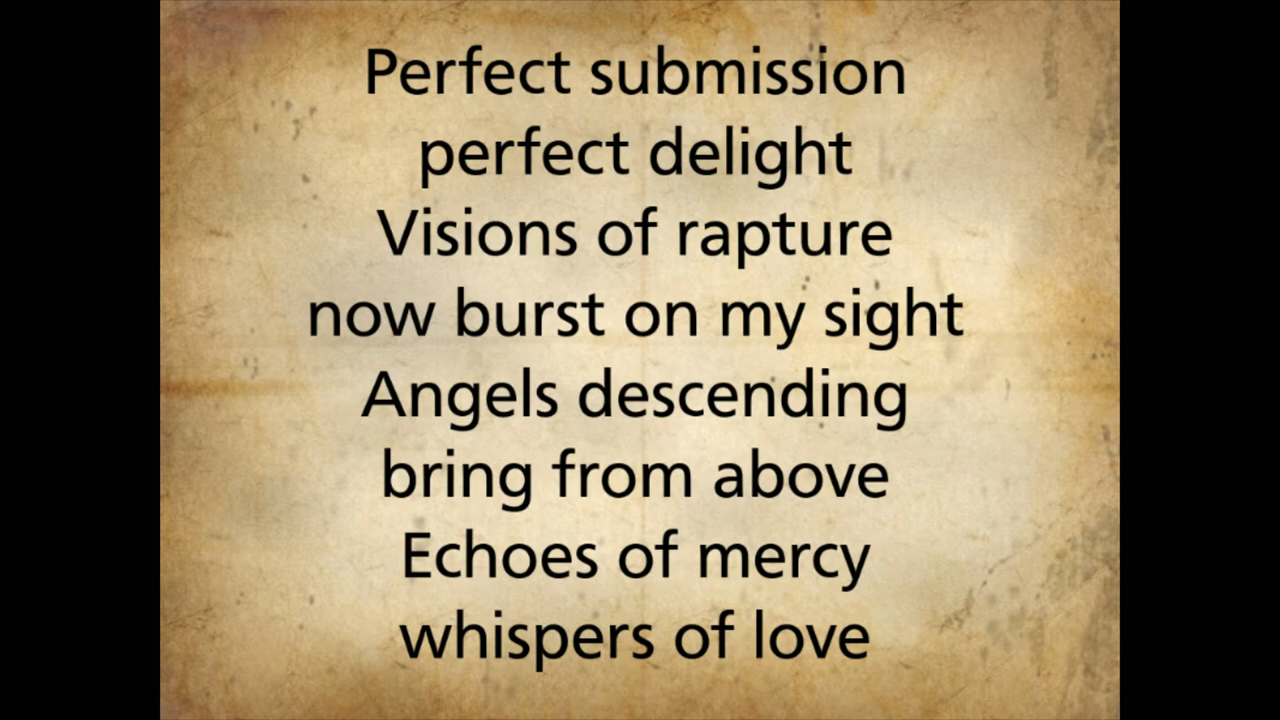 Perfect submission
perfect delight
Visions of rapture
now burst on my sight
Angels descending
bring from above
Echoes of mercy
whispers of love